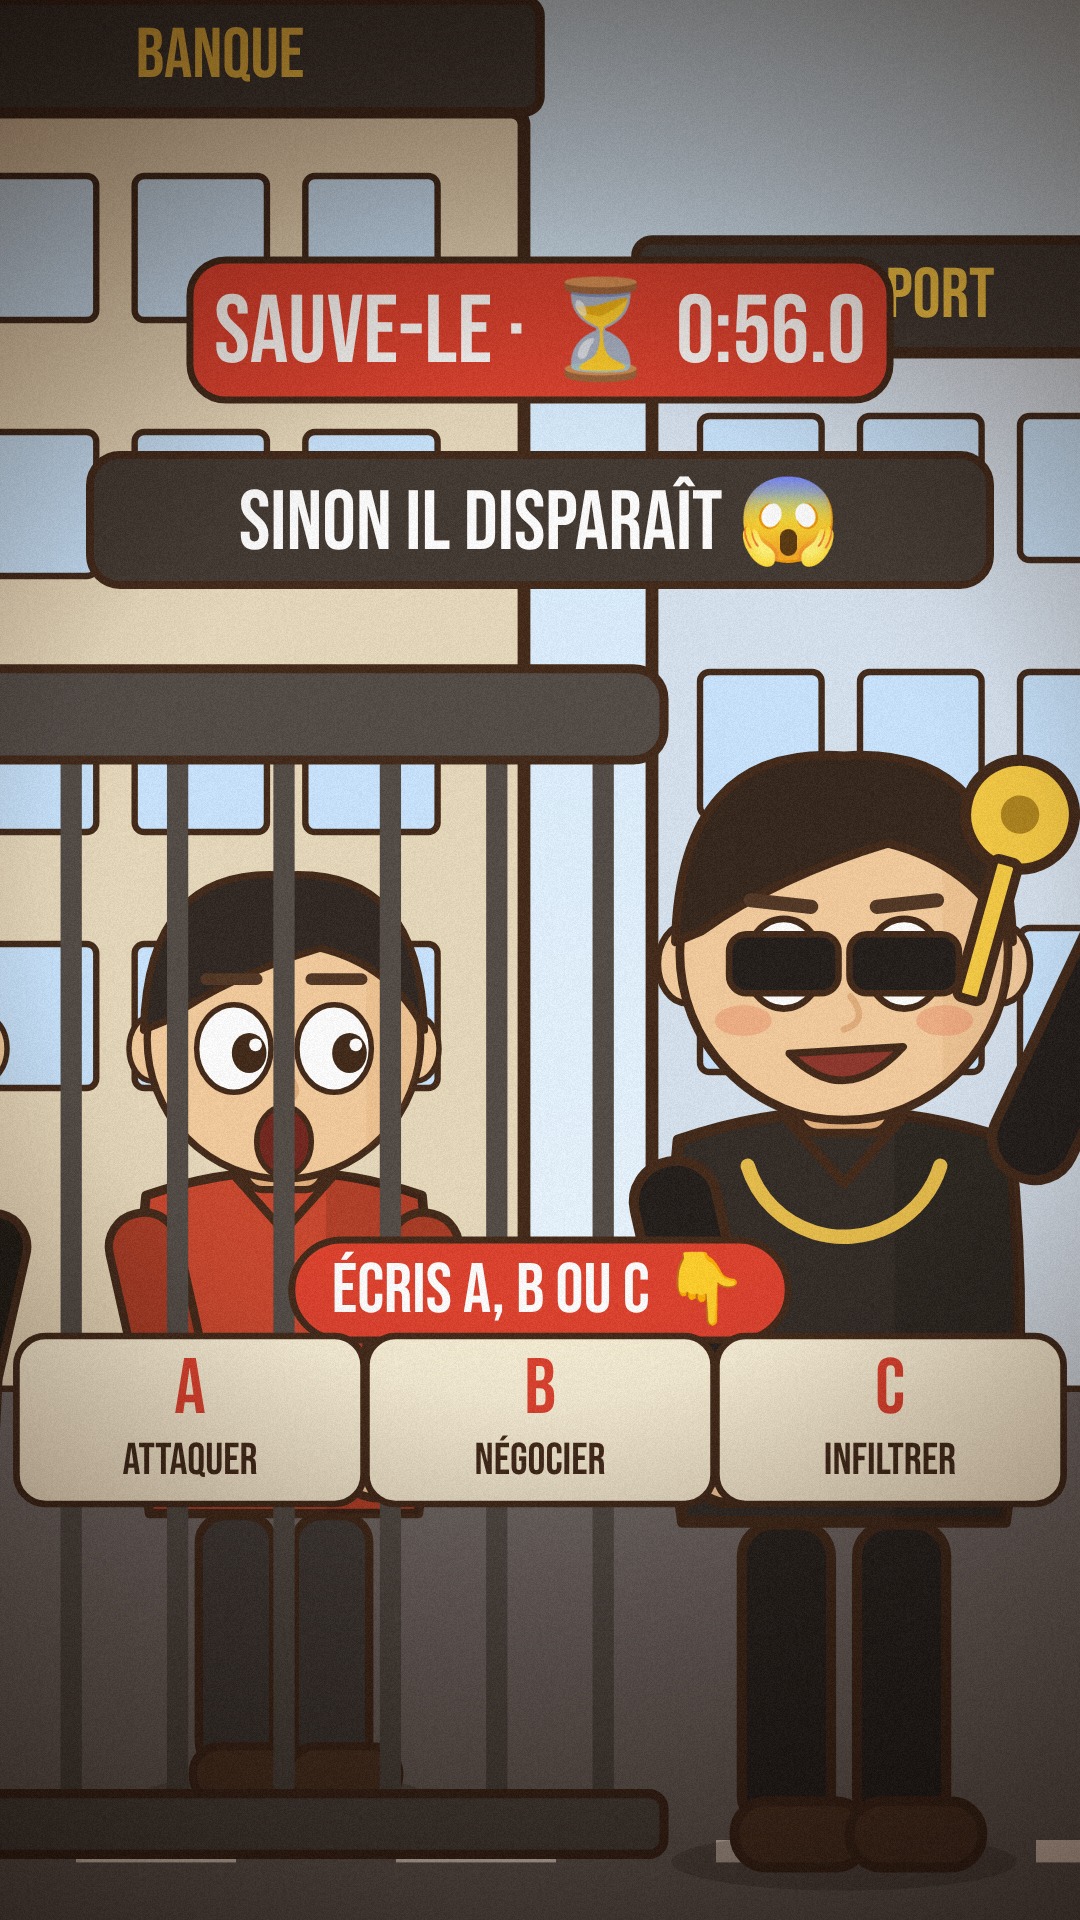 BANQUE
PORT
SAUVE-LE · ⏳ 0:56.0
SINON IL DISPARAÎT 😱
ÉCRIS A, B OU C 👇
A
ATTAQUER
B
NÉGOCIER
C
INFILTRER